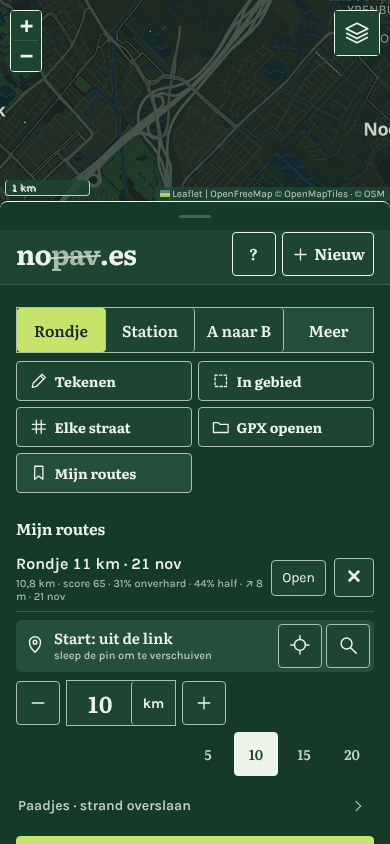 +
−
YPENBU
k
Noo
1 km
Leaflet | OpenFreeMap © OpenMapTiles · © OSM
nopav.es
?
+ Nieuw
Rondje
Station
A naar B
Meer
Tekenen
In gebied
Elke straat
GPX openen
Mijn routes
Mijn routes
Rondje 11 km · 21 nov
10,8 km · score 65 · 31% onverhard · 44% half · ↗ 8
m · 21 nov
Open
✕
Start: uit de link
sleep de pin om te verschuiven
−
10
km
+
5
10
15
20
Paadjes · strand overslaan